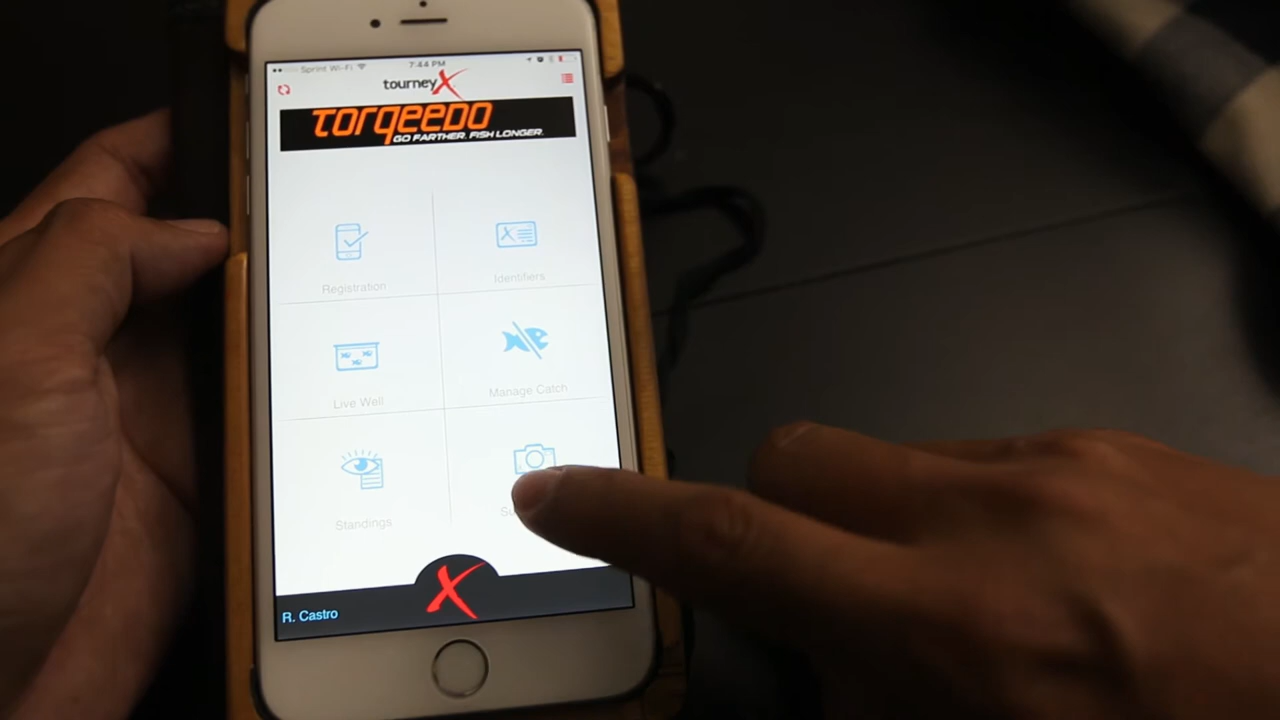 Sprint Wi-Fi 7:44 PM
tourneyX
TORQEEDO
GO FARTHER. FISH LONGER.
Registration
Identifiers
Live Well
Manage Catch
Standings
X
R. Castro